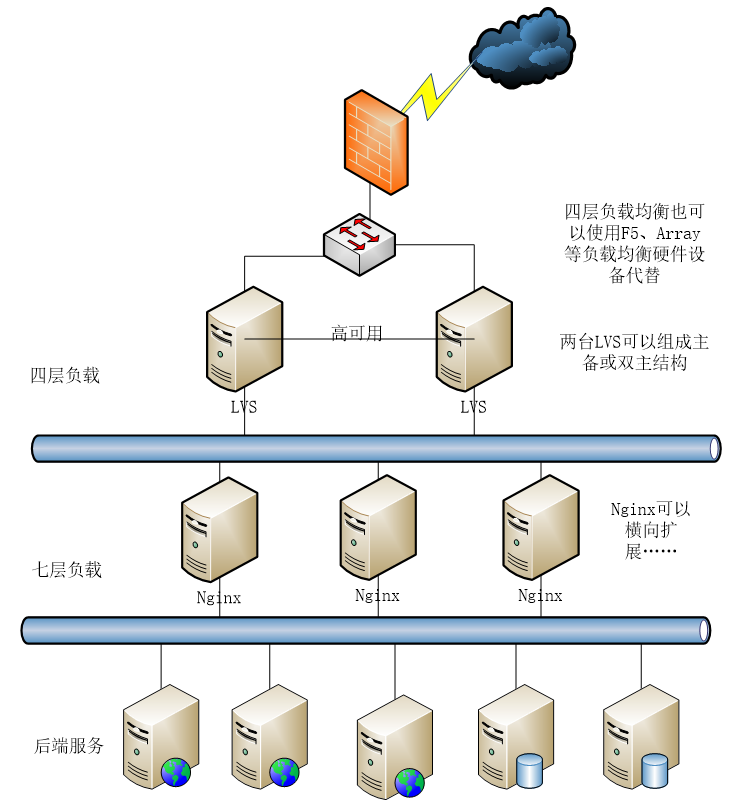 四层负载均衡也可
以使用F5、Array
等负载均衡硬件设
备代替
高可用
两台LVS可以组成主
备或双主结构
四层负载
LVS
LVS
Nginx可以
横向扩
展……
七层负载
Nginx
Nginx
Nginx
后端服务